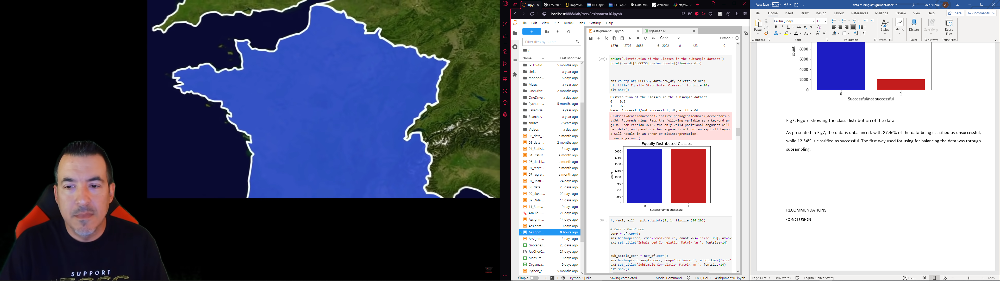 SUPPORT
Jupyt
175078.p
Improvin
IEEE Xplo
IEEE Xplo
Data min
Welcome
https://u
localhost:8888/lab/tree/Assignment10.ipynb
File Edit View Run Kernel Tabs Settings Help
Filter files by name
/
Name Last Modified
IPLDSAM... 5 months ago
Links a year ago
mongod... 16 days ago
Music a year ago
OneDrive 2 months ago
OneDrive... a day ago
Pycharm... 5 months ago
Saved Ga... a year ago
Searches a year ago
source 2 years ago
Videos a day ago
03_data_... a month ago
03_data_... 2 months ago
04_Statist... 13 days ago
04_Statist... a month ago
06_decisi... a month ago
07_regre... a month ago
07_regre... a month ago
07_unstr... 24 days ago
08_data_... 23 days ago
09_cluste... 22 days ago
09_Data_... 14 days ago
11_Sum... 9 days ago
AraujoRi... 21 days ago
Assignm... 14 days ago
Assignm... 10 days ago
Assignm... 9 hours ago
Assignm... 13 days ago
Groceries... 23 days ago
JayChoiC... 21 days ago
Measure... 9 days ago
Organisa... 9 days ago
Python_t... 5 months ago
Assignment10.ipynb
vgsales.csv
Code
Python 3
12701 12703 8662 6 2002 0 423 0
[29]:
print('Distribution of the Classes in the subsample dataset')
print(new_df[SUCCESS].value_counts()/len(new_df))
sns.countplot(SUCCESS, data=new_df, palette=colors)
plt.title('Equally Distributed Classes', fontsize=14)
plt.show()
Distribution of the Classes in the subsample dataset
0 0.5
1 0.5
Name: Successful/not successful, dtype: float64
C:\Users\denis\anaconda3\lib\site-packages\seaborn\_decorators.p
y:36: FutureWarning: Pass the following variable as a keyword ar
g: x. From version 0.12, the only valid positional argument will
be `data`, and passing other arguments without an explicit keywor
d will result in an error or misinterpretation.
warnings.warn(
Equally Distributed Classes
2000
1750
1500
1250
1000
750
500
250
0
count
0 1
Successful/not successful
[30]:
f, (ax1, ax2) = plt.subplots(2, 1, figsize=(24,20))
# Entire DataFrame
corr = df.corr()
sns.heatmap(corr, cmap='coolwarm_r', annot_kws={'size':20}, ax=ax
ax1.set_title("Imbalanced Correlation Matrix \n ", fontsize=14)
sub_sample_corr = new_df.corr()
sns.heatmap(sub_sample_corr, cmap='coolwarm_r', annot_kws={'size'
ax2.set_title('SubSample Correlation Matrix \n ', fontsize=14)
plt.show()
Simple 0 1 Python 3 | Idle Saving completed Mode: Command Ln 1, Col 1 Assignment10.ipynb
AutoSave Off data mining assignment.docx denis remi DR
File Home Insert Draw Design Layout References Mailings Review View Help Share Comments
Paste
Clipboard
Calibri (Body) 11
Font
Paragraph
Styles
Styles
Editing
Dictate
Voice
Sensitivity
Sensitivity
Reuse Files
Reuse Files
count
8000
6000
4000
2000
0
0 1
Successful/not successful
Fig7: Figure showing the class distribution of the data
As presented in Fig7, the data is unbalanced, with 87.46% of the data being classified as unsuccessful,
while 12.54% is classified as successful. The first way used for using for balancing the data was through
subsampling.
RECOMMENDATIONS
CONCLUSION
Page 14 of 14 3407 words English (United States) Focus 120%